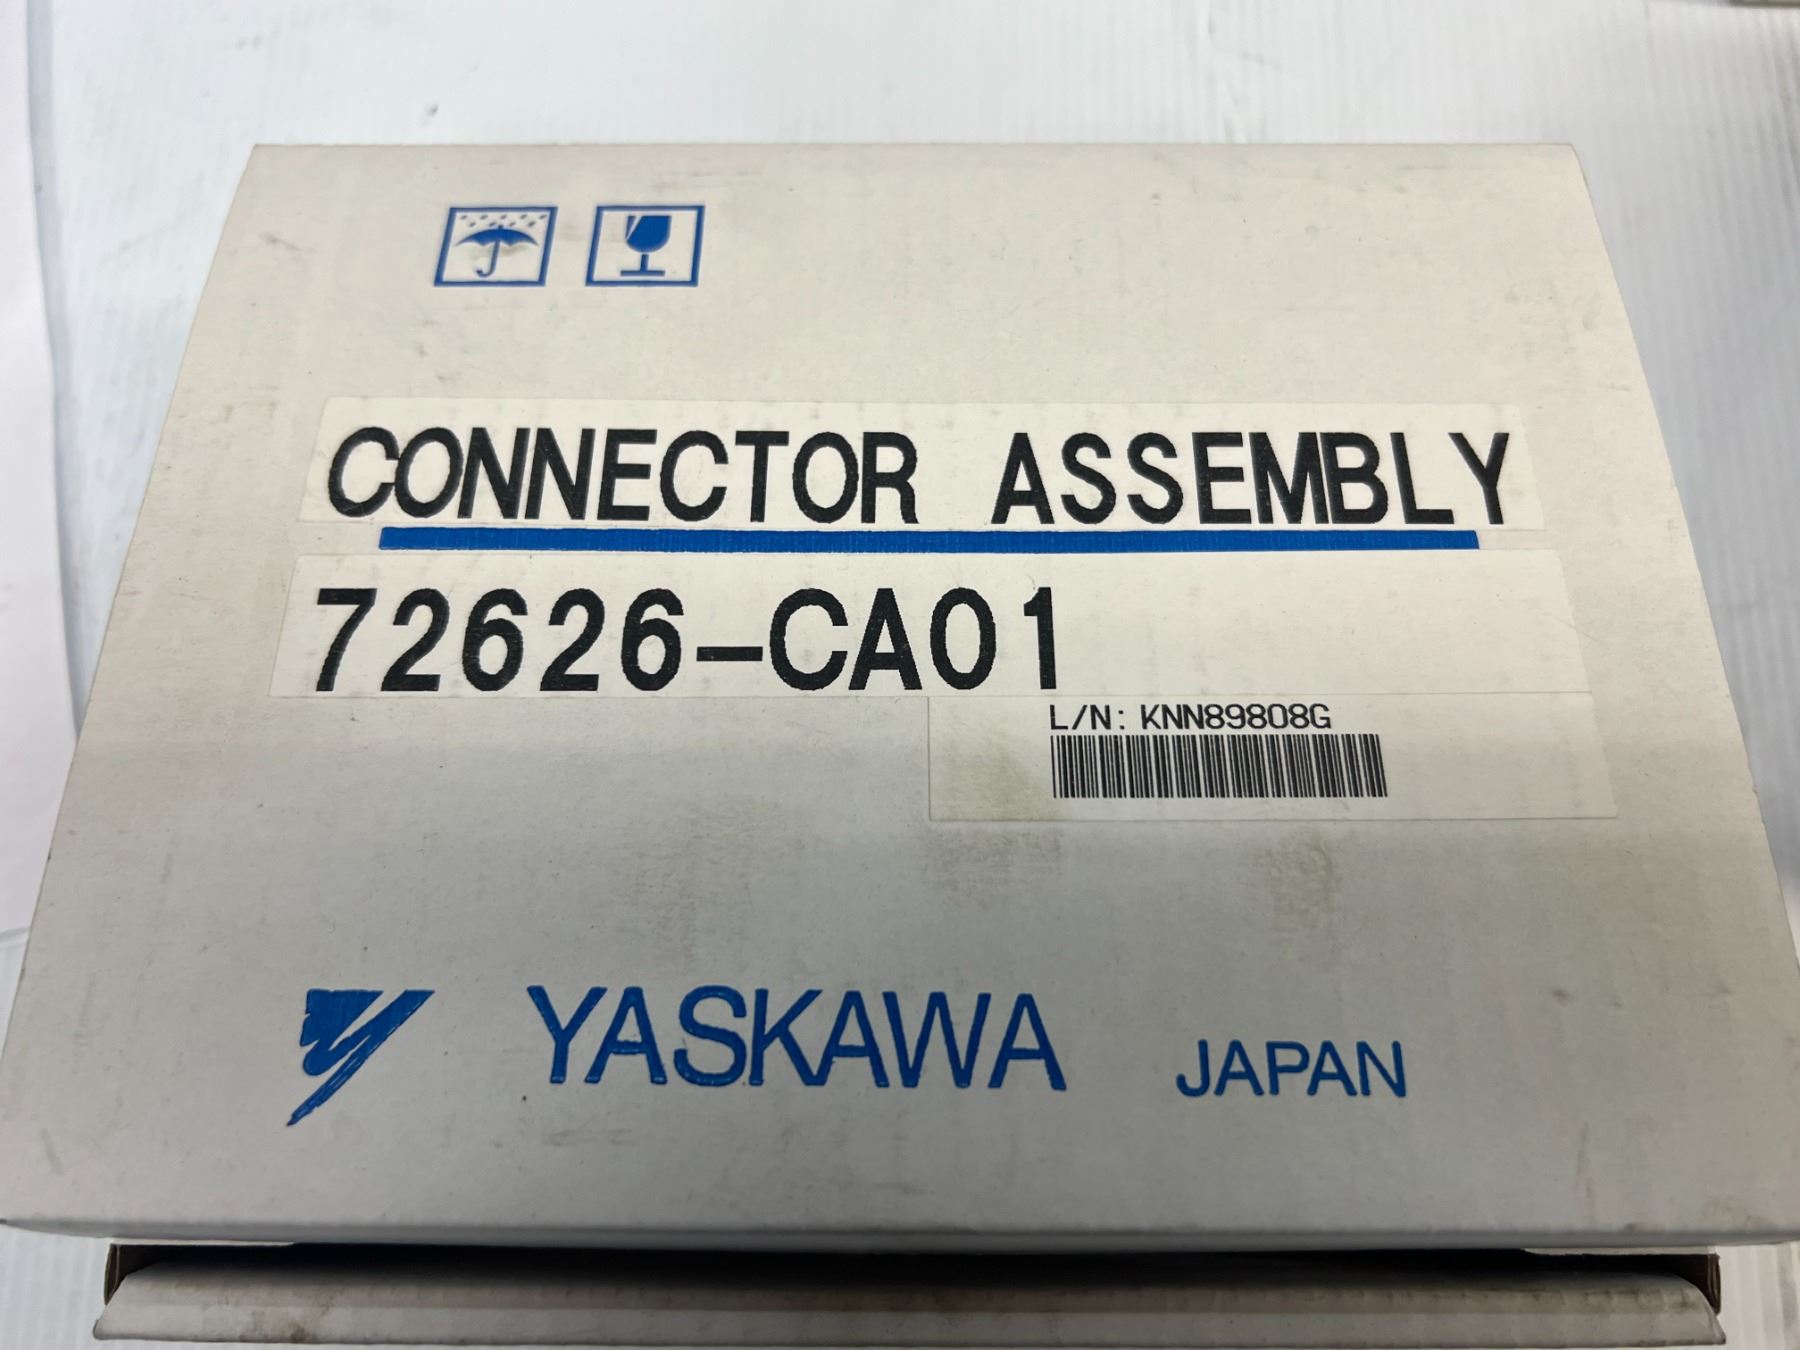 CONNECTOR ASSEMBLY
72626-CA01
L/N: KNN89808G
YASKAWA JAPAN